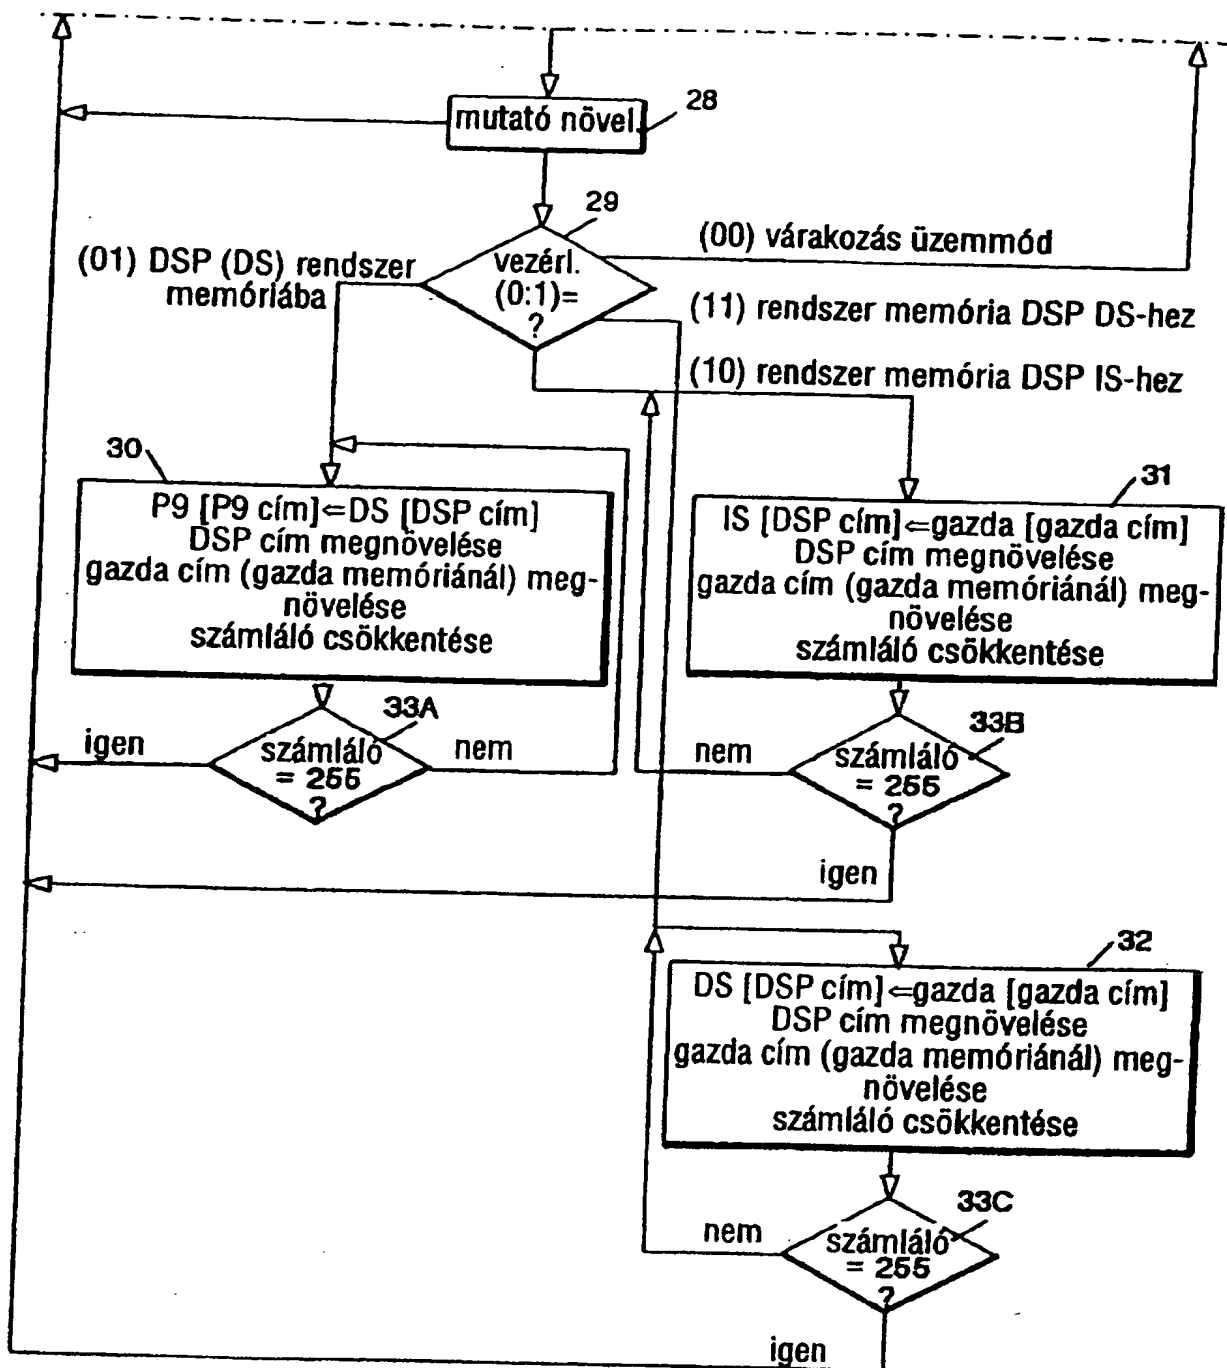 28
mutató növel.
29
(00) várakozás üzemmód
(01) DSP (DS) rendszer
memóriába
vezérl.
(0:1)=
?
(11) rendszer memória DSP DS-hez
(10) rendszer memória DSP IS-hez
30
P9 [P9 cím]⇐DS [DSP cím]
DSP cím megnövelése
gazda cím (gazda memóriánál) meg-
növelése
számláló csökkentése
31
IS [DSP cím]⇐gazda [gazda cím]
DSP cím megnövelése
gazda cím (gazda memóriánál) meg-
növelése
számláló csökkentése
33A
igen
számláló
= 255
?
nem
33B
nem
számláló
= 255
?
igen
32
DS [DSP cím]⇐gazda [gazda cím]
DSP cím megnövelése
gazda cím (gazda memóriánál) meg-
növelése
számláló csökkentése
33C
nem
számláló
= 255
?
igen